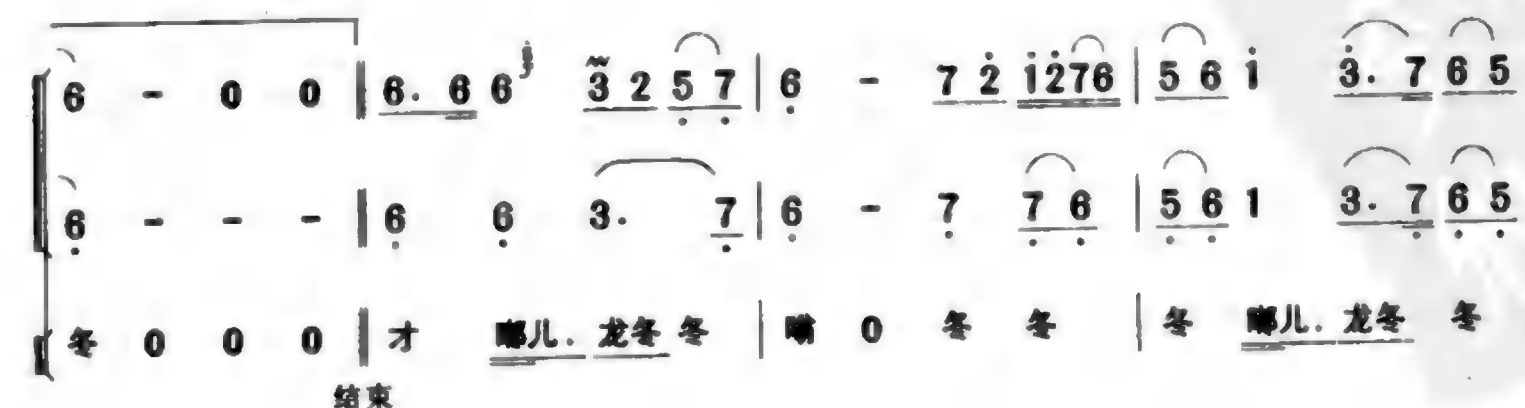 6 - 0 0 | 6. 6 6 3 2 5 7 | 6 - 7 2 1276 | 5 6 1 3. 7 6 5
6 - - - | 6 6 3. 7 | 6 - 7 7 6 | 5 6 1 3. 7 6 5
冬 0 0 0 | 才 嘟儿. 龙冬 冬 | 0 冬 冬 | 冬 嘟儿. 龙冬 冬
结束